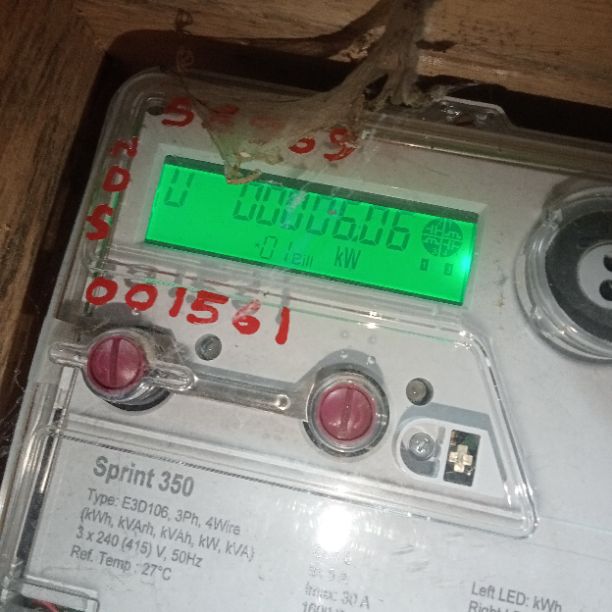 U 00006.06
01 kW
001561
Sprint 350
Type: E3D106, 3Ph, 4Wire
(kWh, kVArh, kVAh, kW, kVA)
3 x 240 (415) V, 50Hz
Ref. Temp : 27°C
Imax: 30 A
Left LED: kWh